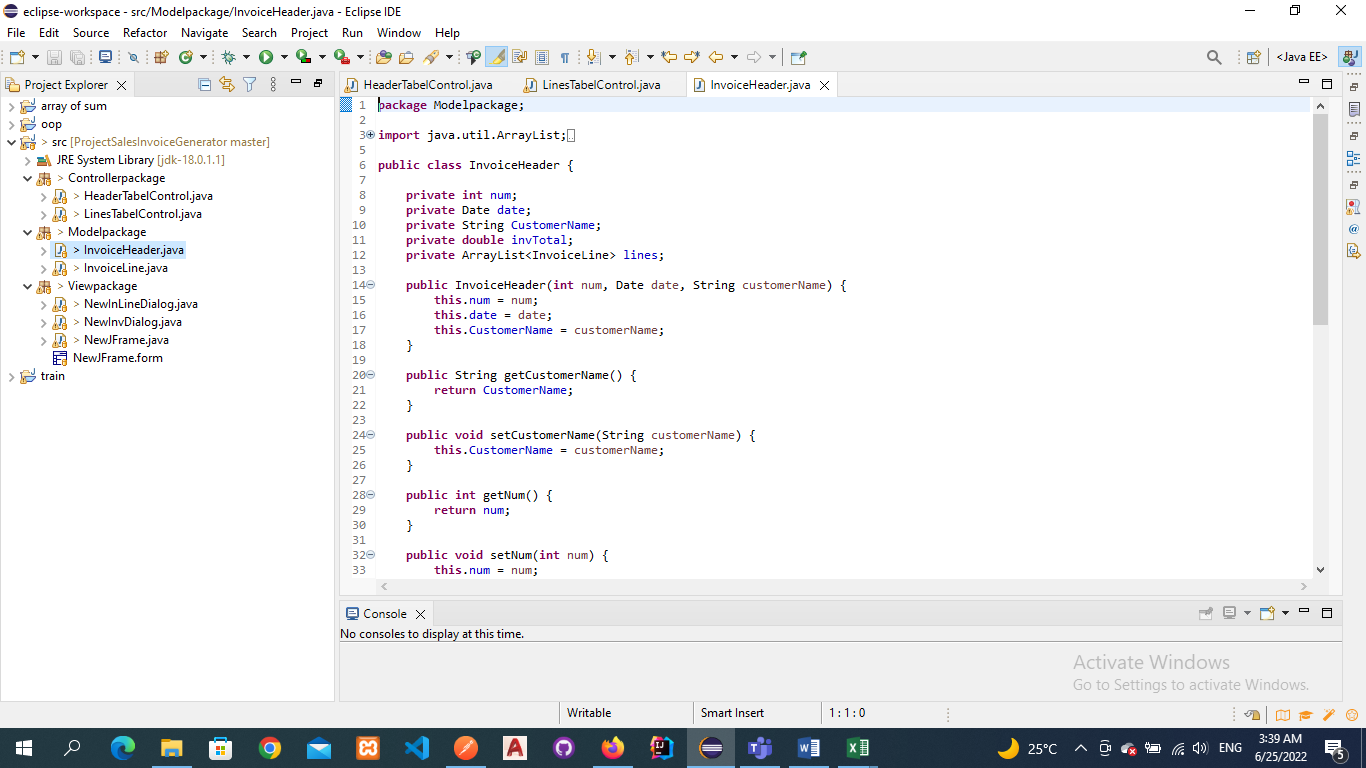 eclipse-workspace - src/Modelpackage/InvoiceHeader.java - Eclipse IDE
File Edit Source Refactor Navigate Search Project Run Window Help
<Java EE>
Project Explorer
array of sum
oop
> src [ProjectSalesInvoiceGenerator master]
JRE System Library [jdk-18.0.1.1]
> Controllerpackage
> HeaderTabelControl.java
> LinesTabelControl.java
> Modelpackage
> InvoiceHeader.java
> InvoiceLine.java
> Viewpackage
> NewInLineDialog.java
> NewInvDialog.java
> NewJFrame.java
NewJFrame.form
train
HeaderTabelControl.java LinesTabelControl.java InvoiceHeader.java
1 package Modelpackage;
2
3 import java.util.ArrayList;
5
6 public class InvoiceHeader {
7
8 private int num;
9 private Date date;
10 private String CustomerName;
11 private double invTotal;
12 private ArrayList<InvoiceLine> lines;
13
14 public InvoiceHeader(int num, Date date, String customerName) {
15 this.num = num;
16 this.date = date;
17 this.CustomerName = customerName;
18 }
19
20 public String getCustomerName() {
21 return CustomerName;
22 }
23
24 public void setCustomerName(String customerName) {
25 this.CustomerName = customerName;
26 }
27
28 public int getNum() {
29 return num;
30 }
31
32 public void setNum(int num) {
33 this.num = num;
Console
No consoles to display at this time.
Activate Windows
Go to Settings to activate Windows.
Writable Smart Insert 1 : 1 : 0
25°C ENG 3:39 AM
6/25/2022
5